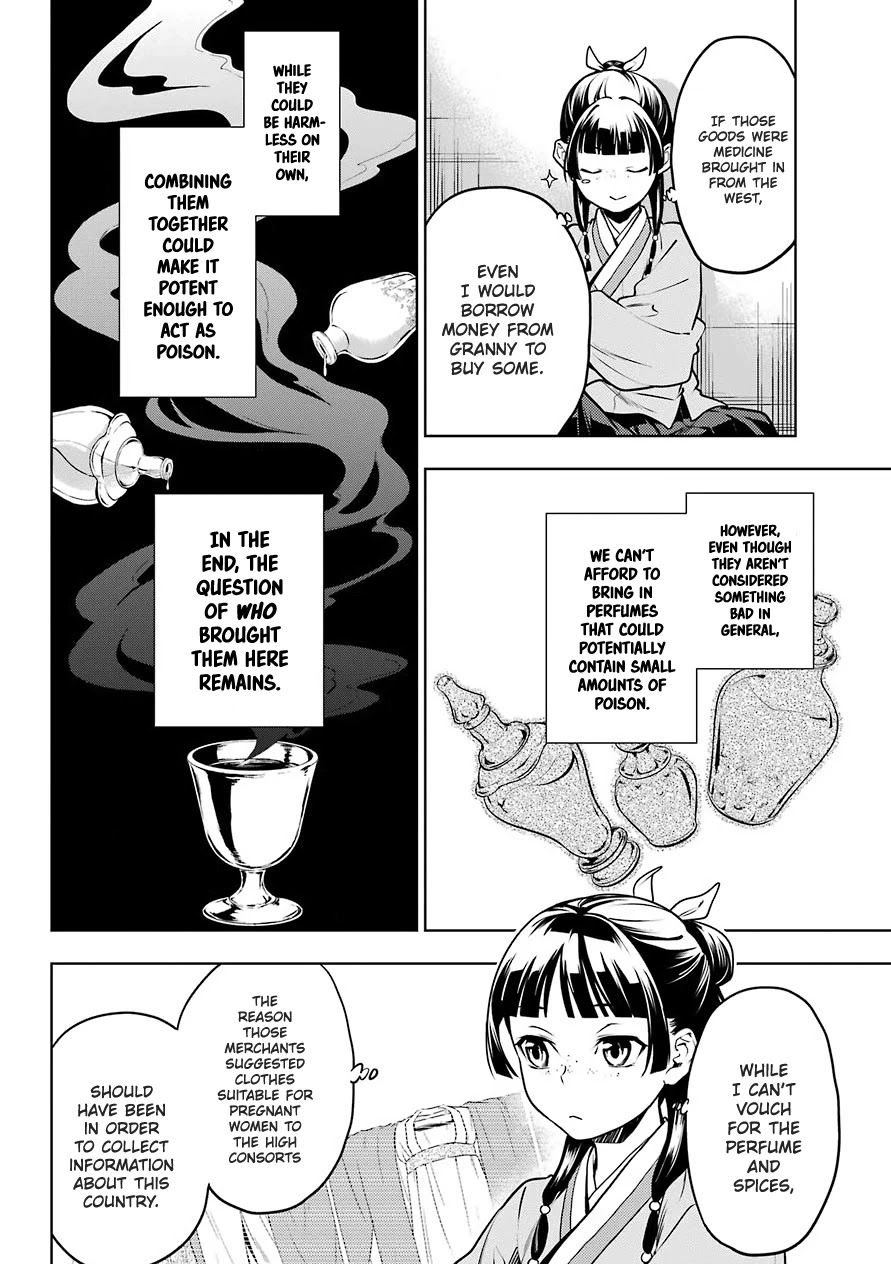 IF THOSE
GOODS WERE
MEDICINE
BROUGHT IN
FROM THE
WEST,
EVEN
I WOULD
BORROW
MONEY FROM
GRANNY TO
BUY SOME.
HOWEVER,
EVEN THOUGH
THEY AREN'T
CONSIDERED
SOMETHING
BAD IN
GENERAL,
WE CAN'T
AFFORD TO
BRING IN
PERFUMES
THAT COULD
POTENTIALLY
CONTAIN SMALL
AMOUNTS OF
POISON.
WHILE
THEY
COULD
BE HARM-
LESS ON
THEIR
OWN,
COMBINING
THEM
TOGETHER
COULD
MAKE IT
POTENT
ENOUGH TO
ACT AS
POISON.
IN THE
END, THE
QUESTION
OF WHO
BROUGHT
THEM HERE
REMAINS.
WHILE
I CAN'T
VOUCH
FOR THE
PERFUME
AND
SPICES,
THE
REASON
THOSE
MERCHANTS
SUGGESTED
CLOTHES
SUITABLE FOR
PREGNANT
WOMEN TO
THE HIGH
CONSORTS
SHOULD
HAVE BEEN
IN ORDER
TO COLLECT
INFORMATION
ABOUT THIS
COUNTRY.